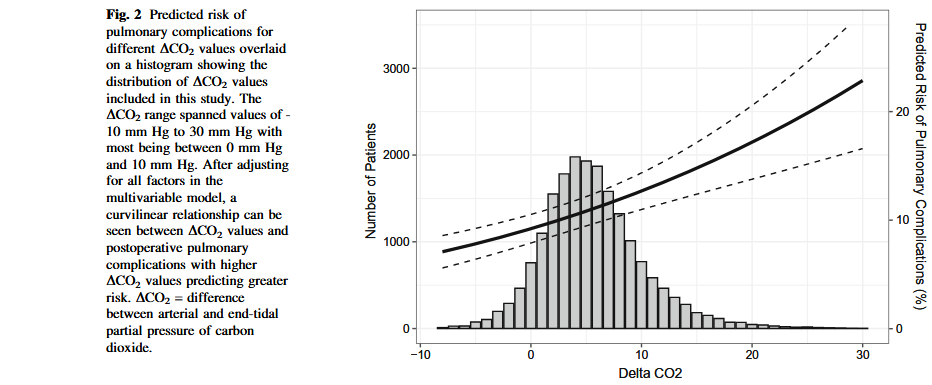 Fig. 2 Predicted risk of
pulmonary complications for
different ΔCO₂ values overlaid
on a histogram showing the
distribution of ΔCO₂ values
included in this study. The
ΔCO₂ range spanned values of -
10 mm Hg to 30 mm Hg with
most being between 0 mm Hg
and 10 mm Hg. After adjusting
for all factors in the
multivariable model, a
curvilinear relationship can be
seen between ΔCO₂ values and
postoperative pulmonary
complications with higher
ΔCO₂ values predicting greater
risk. ΔCO₂ = difference
between arterial and end-tidal
partial pressure of carbon
dioxide.
Number of Patients
3000
2000
1000
0
−10
0
10
20
30
Delta CO2
20
10
0
Predicted Risk of Pulmonary Complications (%)